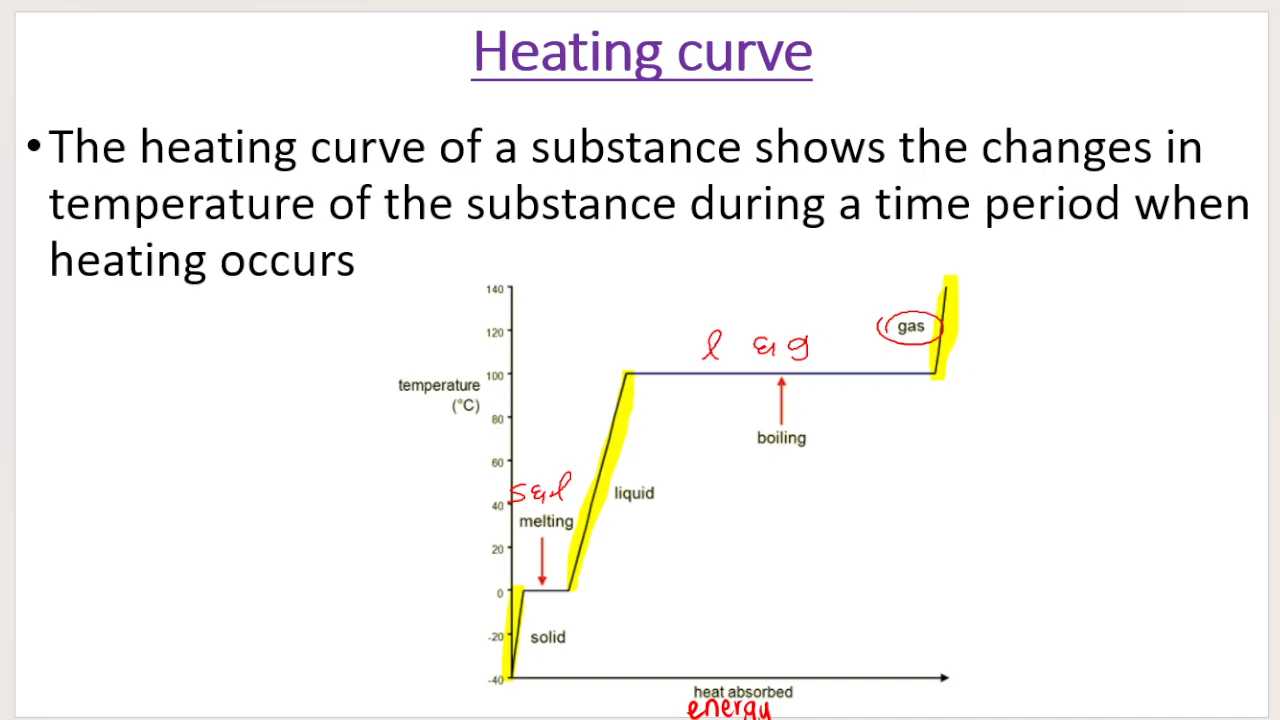 Heating curve
• The heating curve of a substance shows the changes in
temperature of the substance during a time period when
heating occurs
140
120
100
80
60
40
20
0
-20
-40
temperature
(°C)
l & g
gas
boiling
s & l
melting
liquid
solid
heat absorbed
energy